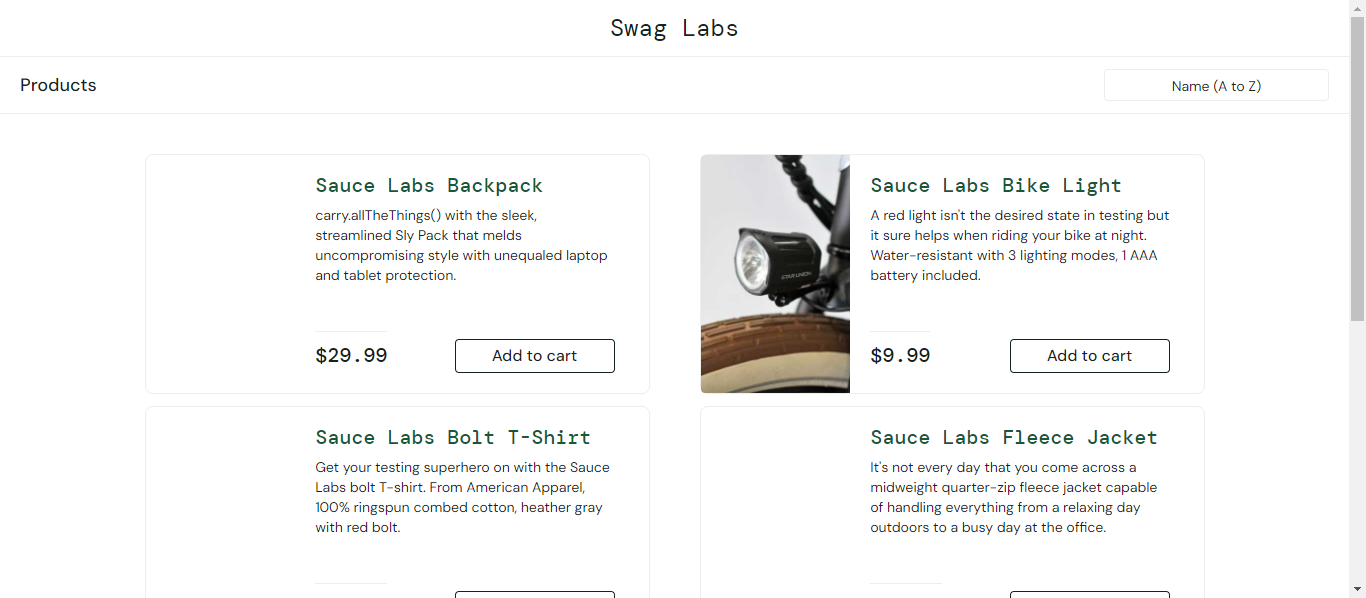 Swag Labs
Products
Name (A to Z)
Sauce Labs Backpack
carry.allTheThings() with the sleek,
streamlined Sly Pack that melds
uncompromising style with unequaled laptop
and tablet protection.
$29.99
Add to cart
STAR UNION
Sauce Labs Bike Light
A red light isn't the desired state in testing but
it sure helps when riding your bike at night.
Water-resistant with 3 lighting modes, 1 AAA
battery included.
$9.99
Add to cart
Sauce Labs Bolt T-Shirt
Get your testing superhero on with the Sauce
Labs bolt T-shirt. From American Apparel,
100% ringspun combed cotton, heather gray
with red bolt.
Sauce Labs Fleece Jacket
It's not every day that you come across a
midweight quarter-zip fleece jacket capable
of handling everything from a relaxing day
outdoors to a busy day at the office.